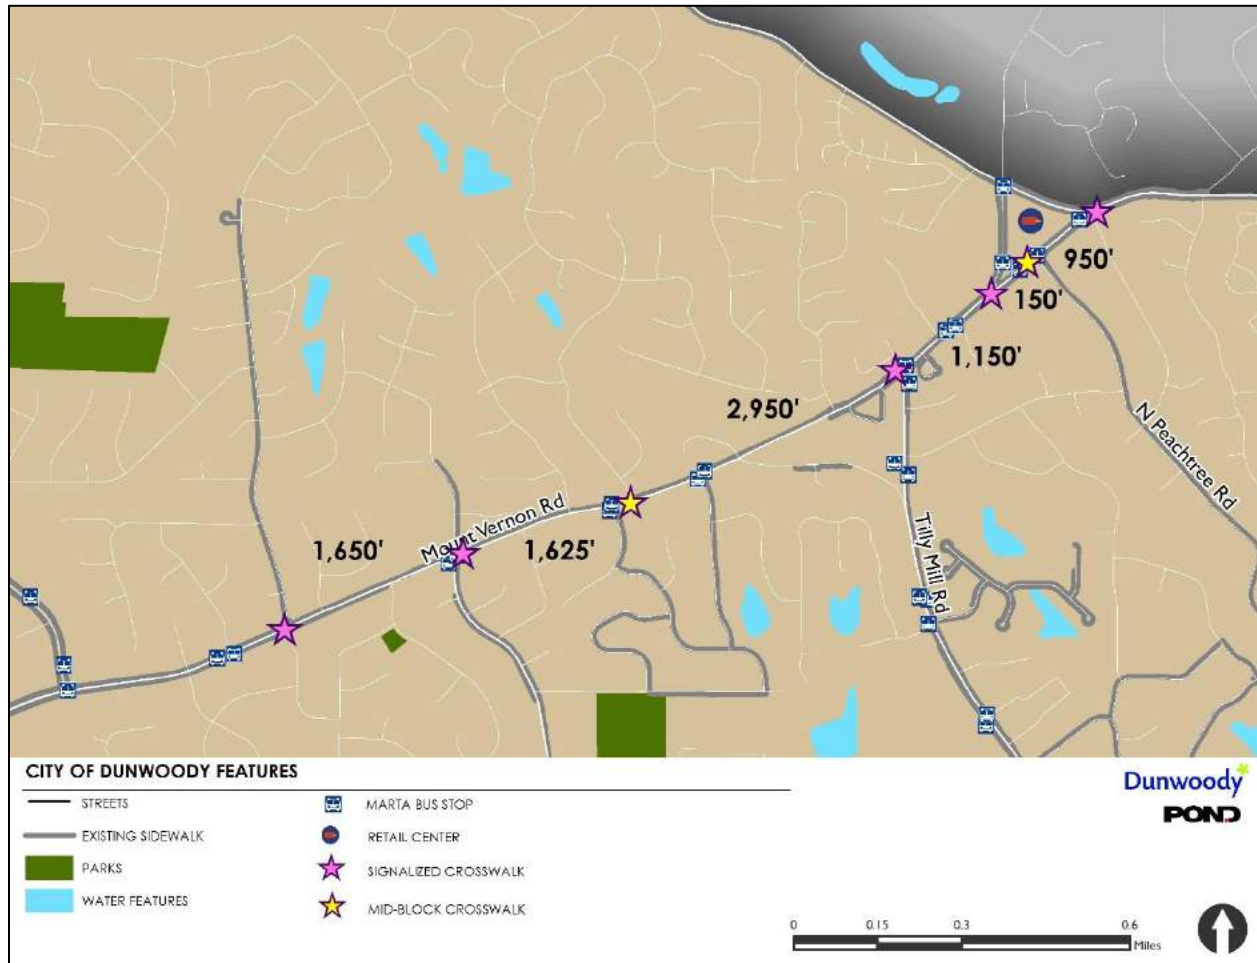 950'
150'
1,150'
2,950'
N Peachtree Rd
Mount Vernon Rd
1,650'
1,625'
Tilly Mill Rd
CITY OF DUNWOODY FEATURES
STREETS
EXISTING SIDEWALK
PARKS
WATER FEATURES
MARTA BUS STOP
RETAIL CENTER
SIGNALIZED CROSSWALK
MID-BLOCK CROSSWALK
Dunwoody
POND
0 0.15 0.3 0.6
Miles